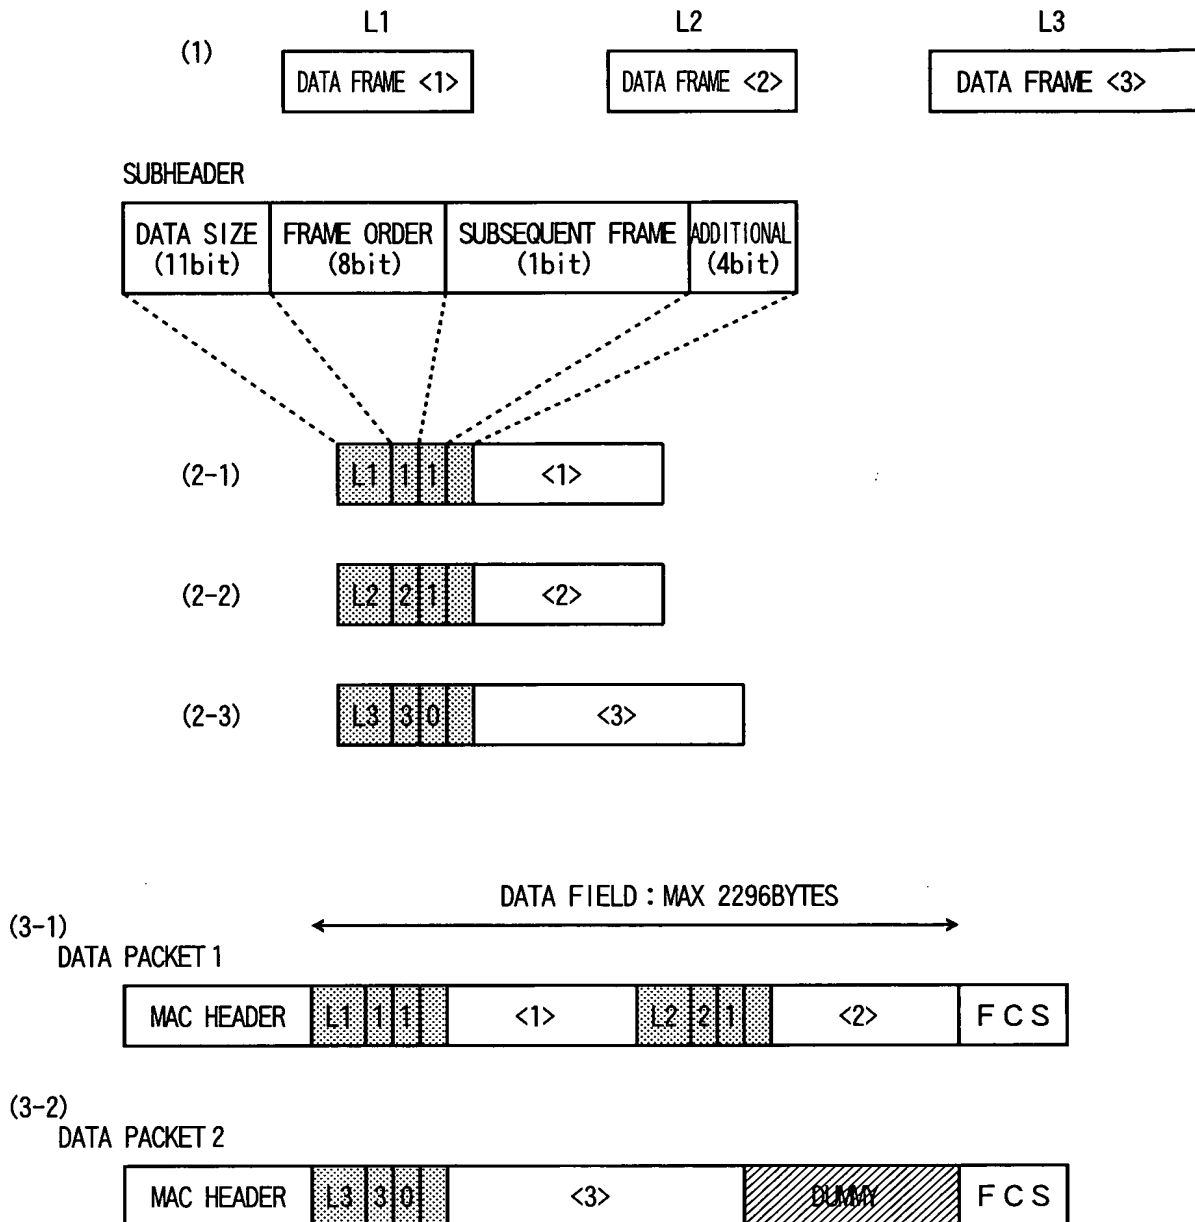 L1 L2 L3
(1)
DATA FRAME <1> DATA FRAME <2> DATA FRAME <3>
SUBHEADER
DATA SIZE FRAME ORDER SUBSEQUENT FRAME ADDITIONAL
(11bit) (8bit) (1bit) (4bit)
(2-1) L1 1 1 <1>
(2-2) L2 2 1 <2>
(2-3) L3 3 0 <3>
DATA FIELD : MAX 2296BYTES
(3-1)
DATA PACKET 1
MAC HEADER L1 1 1 <1> L2 2 1 <2> FCS
(3-2)
DATA PACKET 2
MAC HEADER L3 3 0 <3> DUMMY FCS